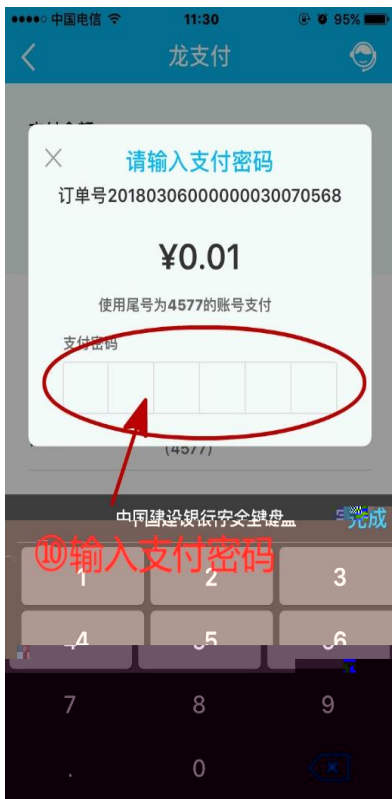 中国电信 11:30 95%
龙支付
请输入支付密码
订单号20180306000000030070568
¥0.01
使用尾号为4577的账号支付
支付密码
(4577)
中国建设银行安全键盘 完成
⑩输入支付密码
1 2 3
4 5 6
7 8 9
. 0